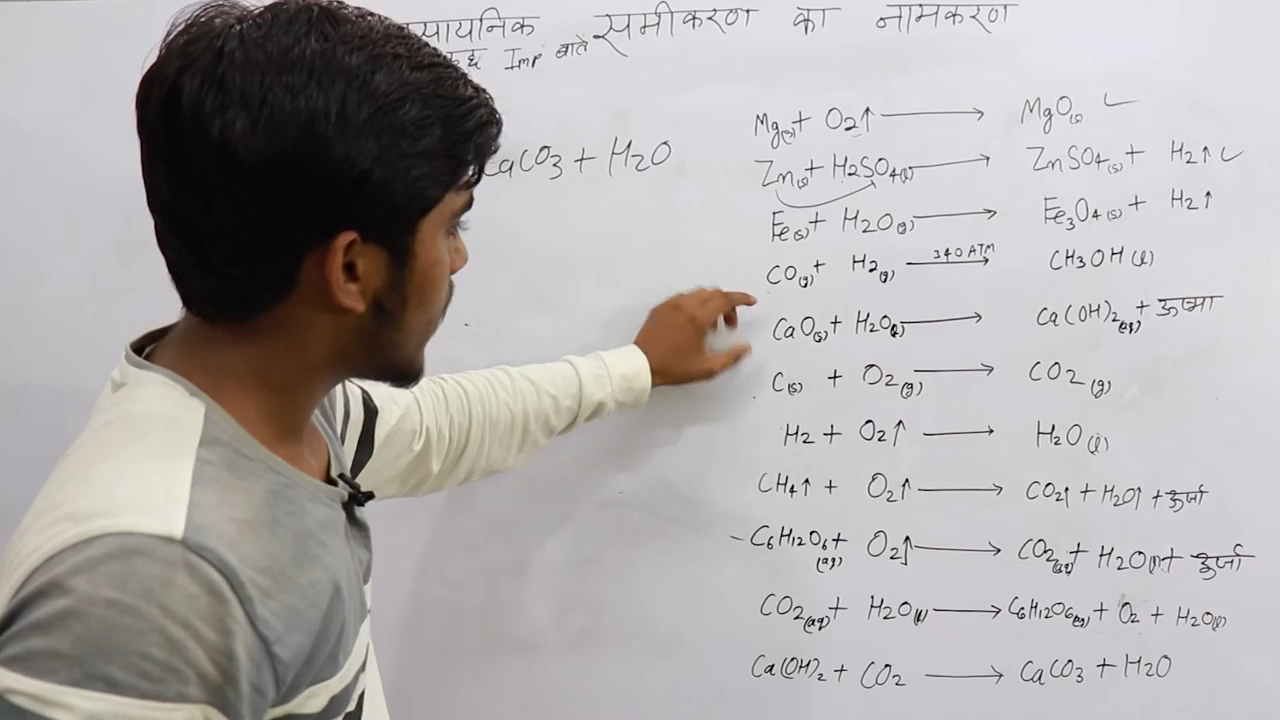 समीकरण का नामकरण
Imp बाते
CaCO3 + H2O
Mg(s) + O2↑ → MgO(s) ✓
Zn(s) + H2SO4(l) → ZnSO4(s) + H2↑ ✓
Fe(s) + H2O(g) → Fe3O4(s) + H2↑
CO(g) + H2(g) 340 ATM → CH3OH(l)
CaO(s) + H2O(l) → Ca(OH)2(aq) + ऊष्मा
C(s) + O2(g) → CO2(g)
H2 + O2↑ → H2O(l)
CH4↑ + O2↑ → CO2↑ + H2O↑ + ऊर्जा
C6H12O6(aq) + O2↑ → CO2(aq) + H2O(l) + ऊर्जा
CO2(aq) + H2O(l) → C6H12O6(aq) + O2 + H2O(l)
Ca(OH)2 + CO2 → CaCO3 + H2O